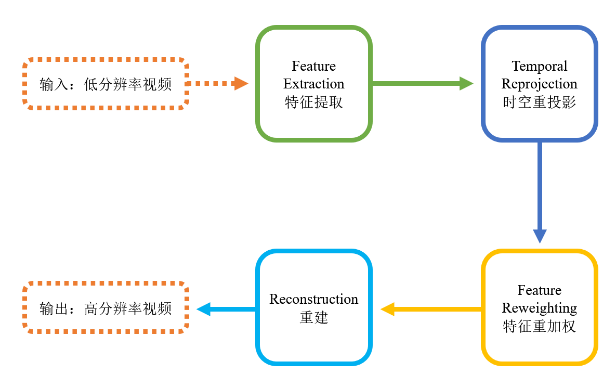 输入：低分辨率视频
Feature
Extraction
特征提取
Temporal
Reprojection
时空重投影
Feature
Reweighting
特征重加权
Reconstruction
重建
输出：高分辨率视频